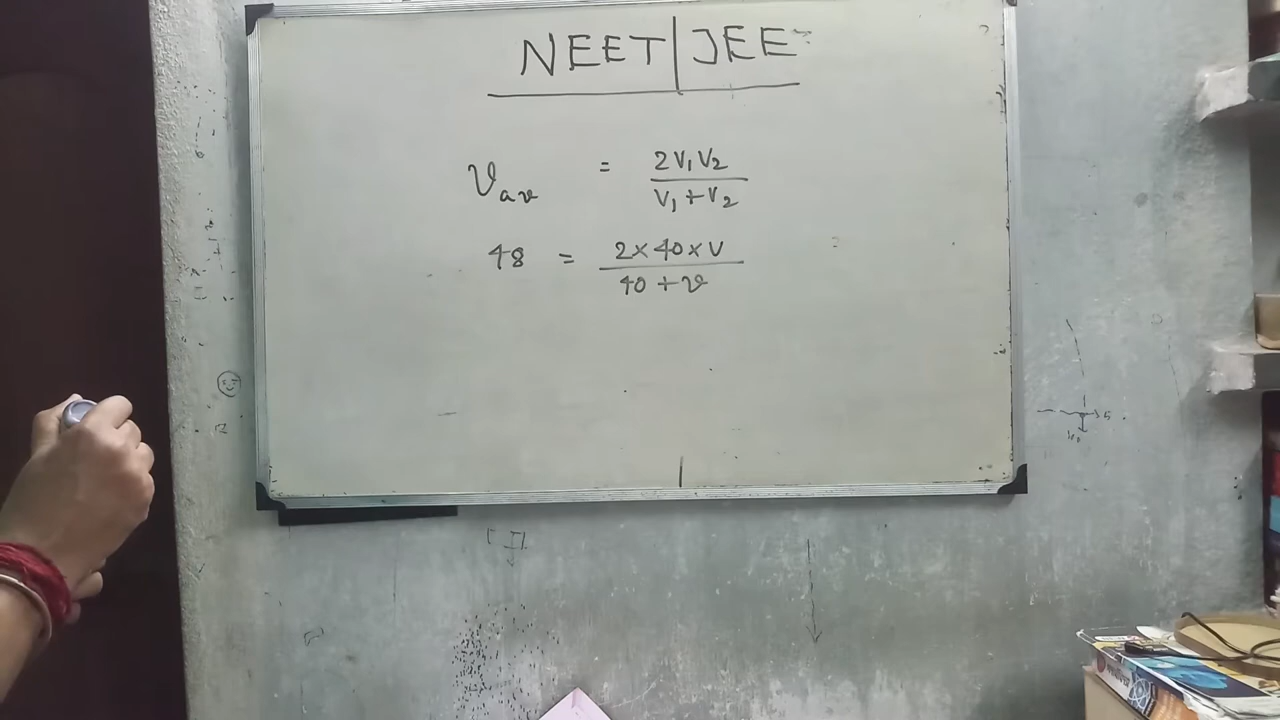 NEET|JEE
Vav = 2V₁V₂ / V₁+V₂
48 = 2×40×V / 40+v